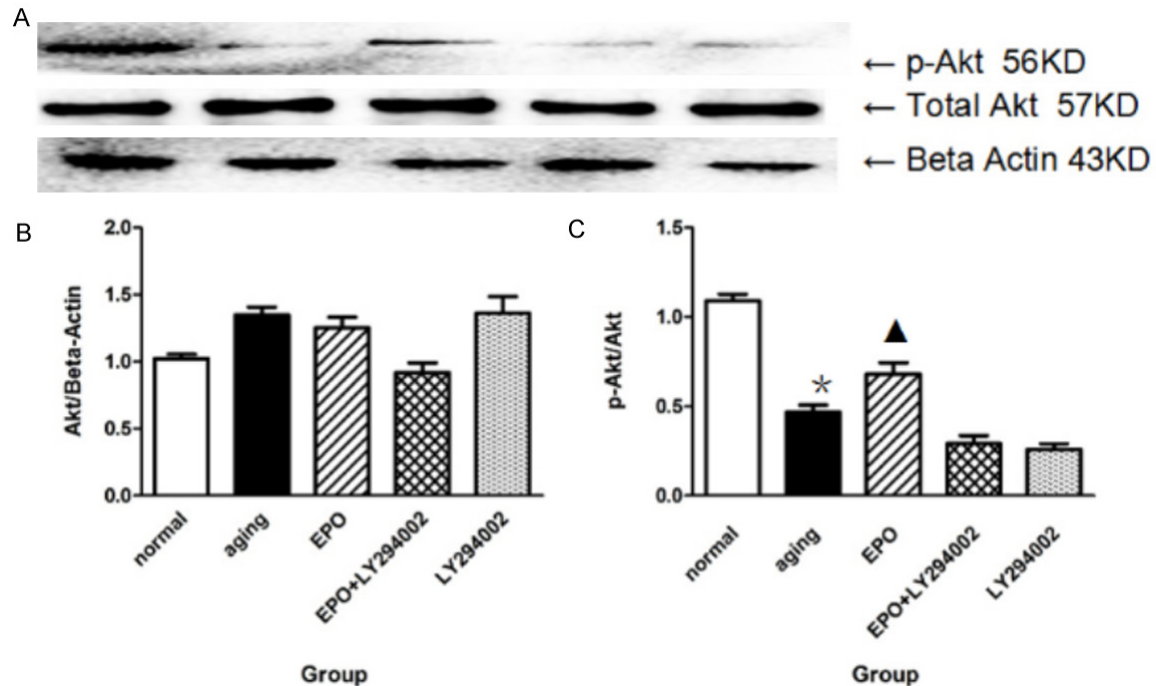 A
← p-Akt 56KD
← Total Akt 57KD
← Beta Actin 43KD
B
Akt/Beta-Actin
2.0
1.5
1.0
0.5
0.0
normal
aging
EPO
EPO+LY294002
LY294002
Group
C
p-Akt/Akt
1.5
1.0
0.5
0.0
*
▲
normal
aging
EPO
EPO+LY294002
LY294002
Group